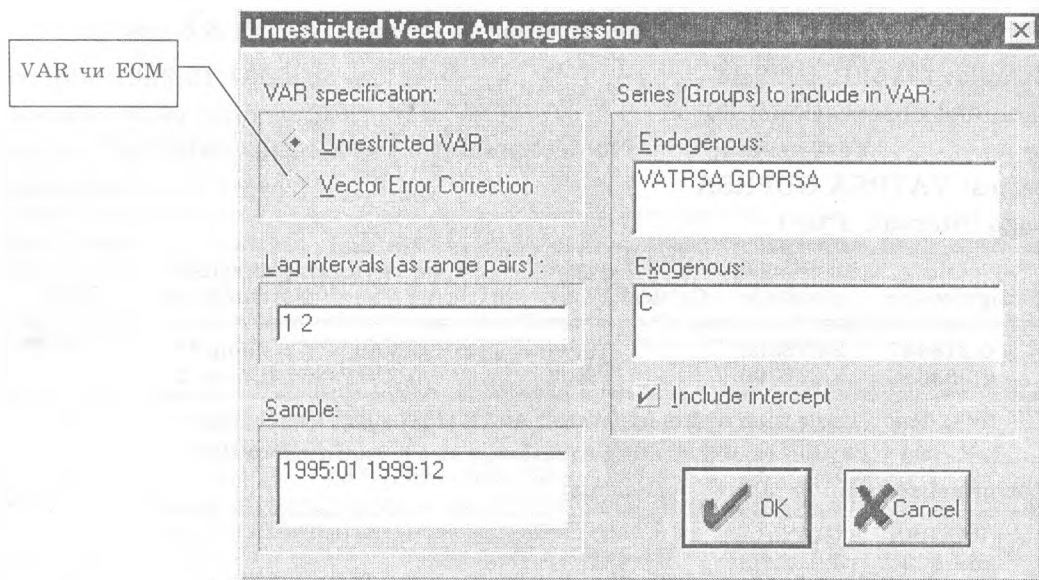 Unrestricted Vector Autoregression
VAR чи ECM
VAR specification:
Unrestricted VAR
Vector Error Correction
Lag intervals (as range pairs) :
1 2
Sample:
1995:01 1999:12
Series (Groups) to include in VAR:
Endogenous:
VATRSA GDPRSA
Exogenous:
C
Include intercept
OK
Cancel